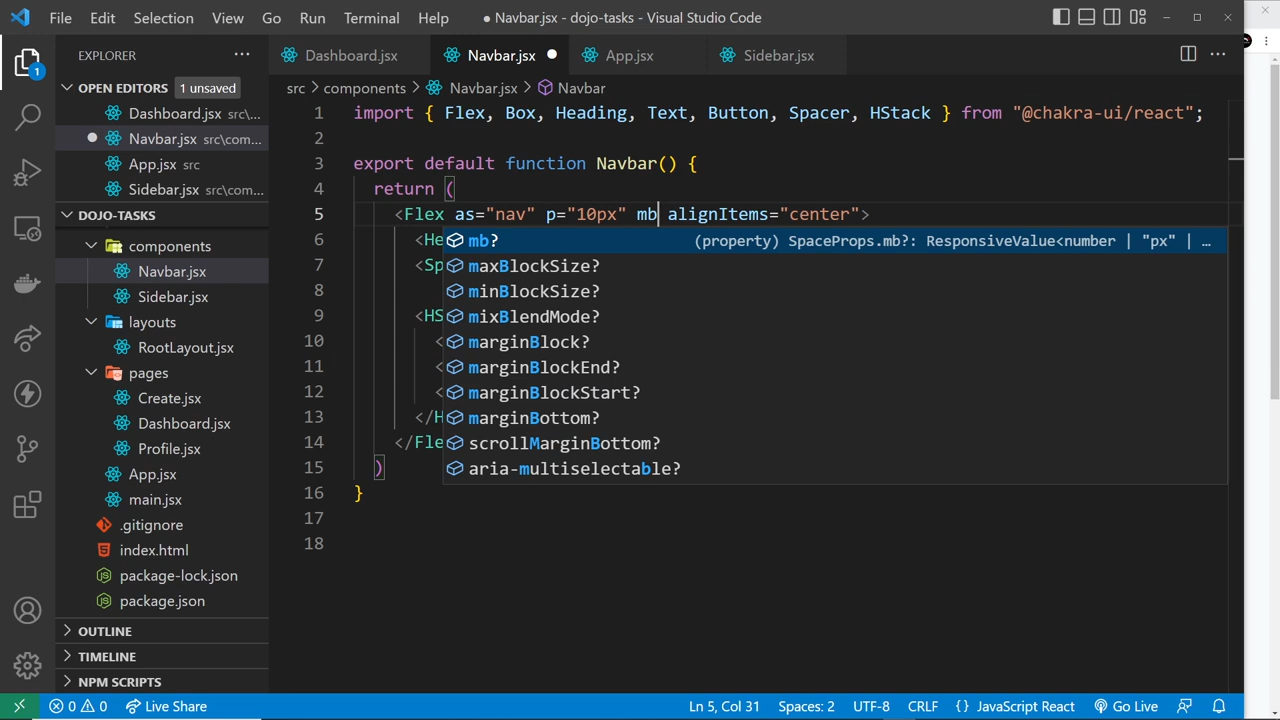 File Edit Selection View Go Run Terminal Help
● Navbar.jsx - dojo-tasks - Visual Studio Code
EXPLORER
Dashboard.jsx Navbar.jsx App.jsx Sidebar.jsx
OPEN EDITORS 1 unsaved
Dashboard.jsx src\...
Navbar.jsx src\com...
App.jsx src
Sidebar.jsx src\com...
DOJO-TASKS
components
Navbar.jsx
Sidebar.jsx
layouts
RootLayout.jsx
pages
Create.jsx
Dashboard.jsx
Profile.jsx
App.jsx
main.jsx
.gitignore
index.html
package-lock.json
package.json
OUTLINE
TIMELINE
NPM SCRIPTS
1
src > components > Navbar.jsx > Navbar
1 import { Flex, Box, Heading, Text, Button, Spacer, HStack } from "@chakra-ui/react";
2
3 export default function Navbar() {
4 return (
5 <Flex as="nav" p="10px" mb alignItems="center">
6 <He
7 <Sp
8
9 <HS
10 <
11 <
12 <
13 </H
14 </Fle
15 )
16 }
17
18
mb? (property) SpaceProps.mb?: ResponsiveValue<number | "px" | …
maxBlockSize?
minBlockSize?
mixBlendMode?
marginBlock?
marginBlockEnd?
marginBlockStart?
marginBottom?
scrollMarginBottom?
aria-multiselectable?
0 0 Live Share Ln 5, Col 31 Spaces: 2 UTF-8 CRLF {} JavaScript React Go Live